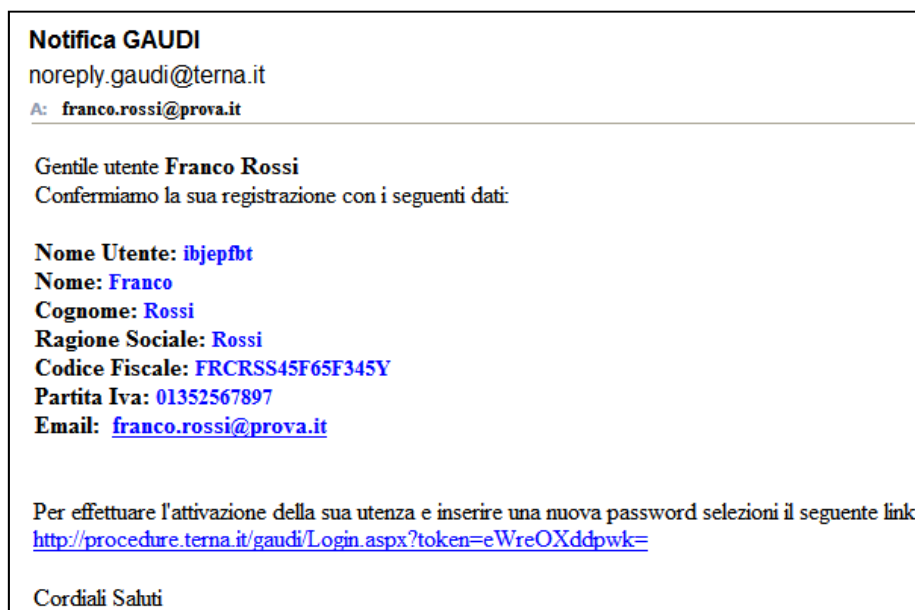 Notifica GAUDI
noreply.gaudi@terna.it
A: franco.rossi@prova.it
Gentile utente Franco Rossi
Confermiamo la sua registrazione con i seguenti dati:
Nome Utente: ibjepfbt
Nome: Franco
Cognome: Rossi
Ragione Sociale: Rossi
Codice Fiscale: FRCRSS45F65F345Y
Partita Iva: 01352567897
Email: franco.rossi@prova.it
Per effettuare l'attivazione della sua utenza e inserire una nuova password selezioni il seguente link
http://procedure.terna.it/gaudi/Login.aspx?token=eWreOXddpwk=
Cordiali Saluti